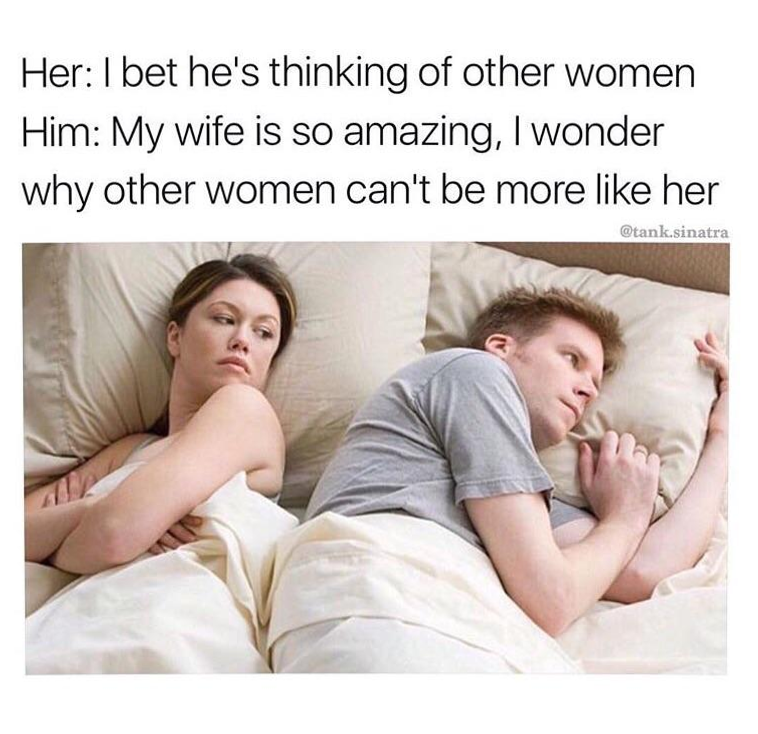 Her: I bet he's thinking of other women
Him: My wife is so amazing, I wonder
why other women can't be more like her
@tank.sinatra